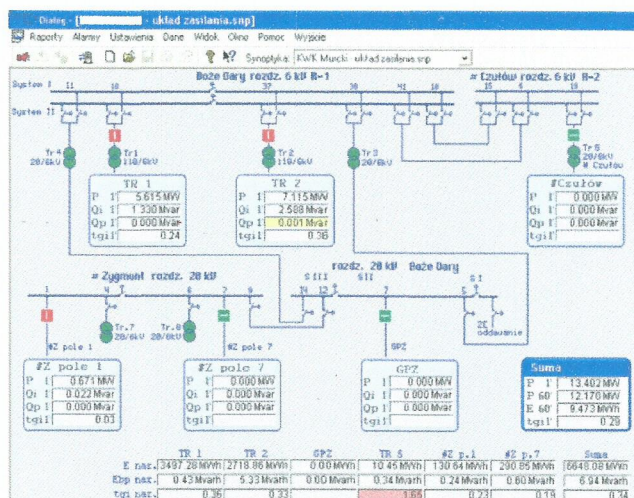 Dialog - [ - układ zasilania.snp]
Raporty Alarmy Ustawienia Dane Widok Okno Pomoc Wyjście
Synoptyka: KWK Murcki - układ zasilania.snp
Boże Dary rozdz. 6 kV R-1
# Czułów rozdz. 6 kV R-2
System I 11 10 37 38 41 18 15 6 19
System II
Tr4
20/6kV
Tr1
110/6kV
Tr2
110/6kV
Tr3
20/6kV
Tr5
20/6kV
# Czułów
TR 1
P 1' 5.615 MW
Qi 1' 1.330 Mvar
Qp 1' 0.000 Mvar
tgi1' 0.24
TR 2
P 1' 7.115 MW
Qi 1' 2.588 Mvar
Qp 1' 0.001 Mvar
tgi1' 0.36
#Czułów
P 1' 0.000 MW
Qi 1' 0.000 Mvar
Qp 1' 0.000 Mvar
tgi1'
# Zygmunt rozdz. 20 kV
rozdz. 20 kV Boże Dary
S III S II S I
1 4 6 7 9 14 12 7 5
Tr.7
20/6kV
Tr.8
20/6kV
2E
oddawanie
#Z pole 1 #Z pole 7 GPZ
#Z pole 1
P 1' 0.671 MW
Qi 1' 0.022 Mvar
Qp 1' 0.000 Mvar
tgi1' 0.03
#Z pole 7
P 1' 0.000 MW
Qi 1' 0.000 Mvar
Qp 1' 0.000 Mvar
tgi1'
GPZ
P 1' 0.000 MW
Qi 1' 0.000 Mvar
Qp 1' 0.000 Mvar
tgi1'
Suma
P 1' 13.402 MW
P 60' 12.170 MW
E 60' 9.473 MWh
tgi1' 0.29
TR 1 TR 2 GPZ TR 5 #Z p.1 #Z p.7 Suma
E nar. 3497.28 MWh 2718.86 MWh 0.00 MWh 10.45 MWh 130.64 MWh 290.85 MWh 6648.08 MWh
Ebp nar. 0.43 Mvarh 5.33 Mvarh 0.00 Mvarh 0.34 Mvarh 0.24 Mvarh 0.60 Mvarh 6.94 Mvarh
tgi nar. 0.36 0.33 1.65 0.23 0.19